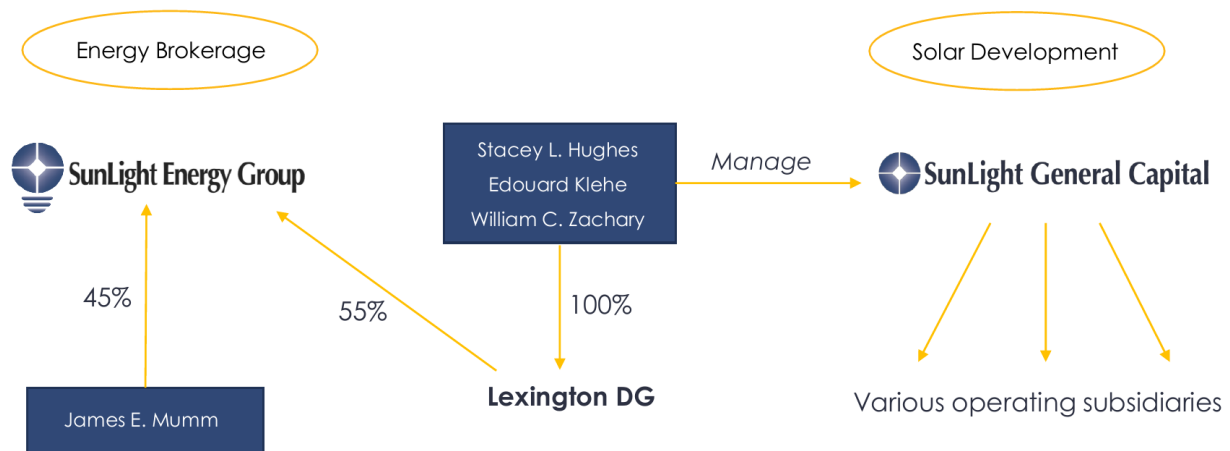 Energy Brokerage
Solar Development
SunLight Energy Group
Stacey L. Hughes
Edouard Klehe
William C. Zachary
Manage
SunLight General Capital
45%
55%
100%
James E. Mumm
Lexington DG
Various operating subsidiaries